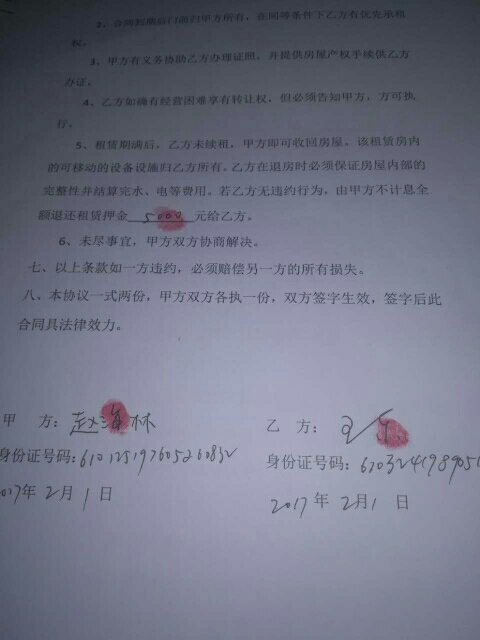 2、合同到期后门面归甲方所有，在同等条件下乙方有优先承租
权。
3、甲方有义务协助乙方办理证照，并提供房屋产权手续供乙方
办证。
4、乙方如确有经营困难享有转让权，但必须告知甲方，方可执
行。
5、租赁期满后，乙方未续租，甲方即可收回房屋。该租赁房内
的可移动的设备设施归乙方所有。乙方在退房时必须保证房屋内部的
完整性并结算完水、电等费用。若乙方无违约行为，由甲方不计息全
额退还租赁押金 5000 元给乙方。
6、未尽事宜，甲方双方协商解决。
七、以上条款如一方违约，必须赔偿另一方的所有损失。
八、本协议一式两份，甲方双方各执一份，双方签字生效，签字后此
合同具法律效力。
甲 方：赵海林
乙 方：王
身份证号码：610125197605260832
身份证号码：610324198905
2017年 2月 1 日
2017年 2月1 日